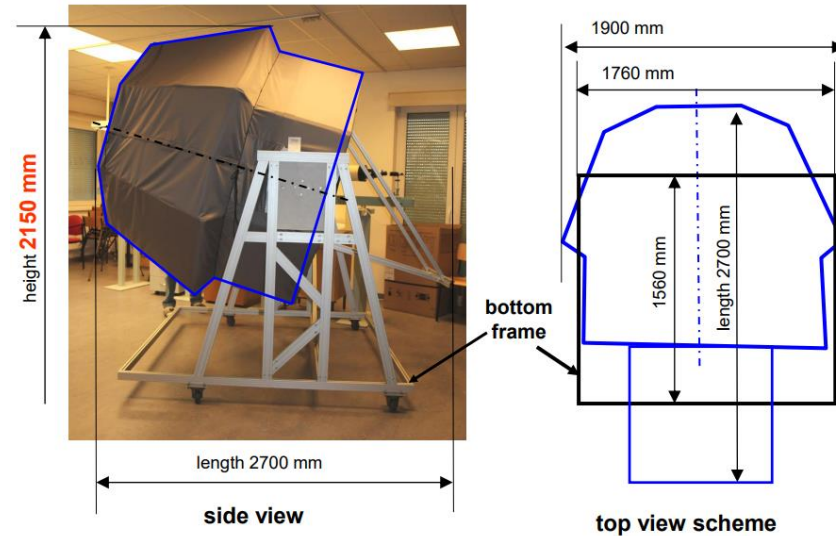 1900 mm
1760 mm
height 2150 mm
1560 mm
length 2700 mm
bottom
frame
length 2700 mm
side view
top view scheme